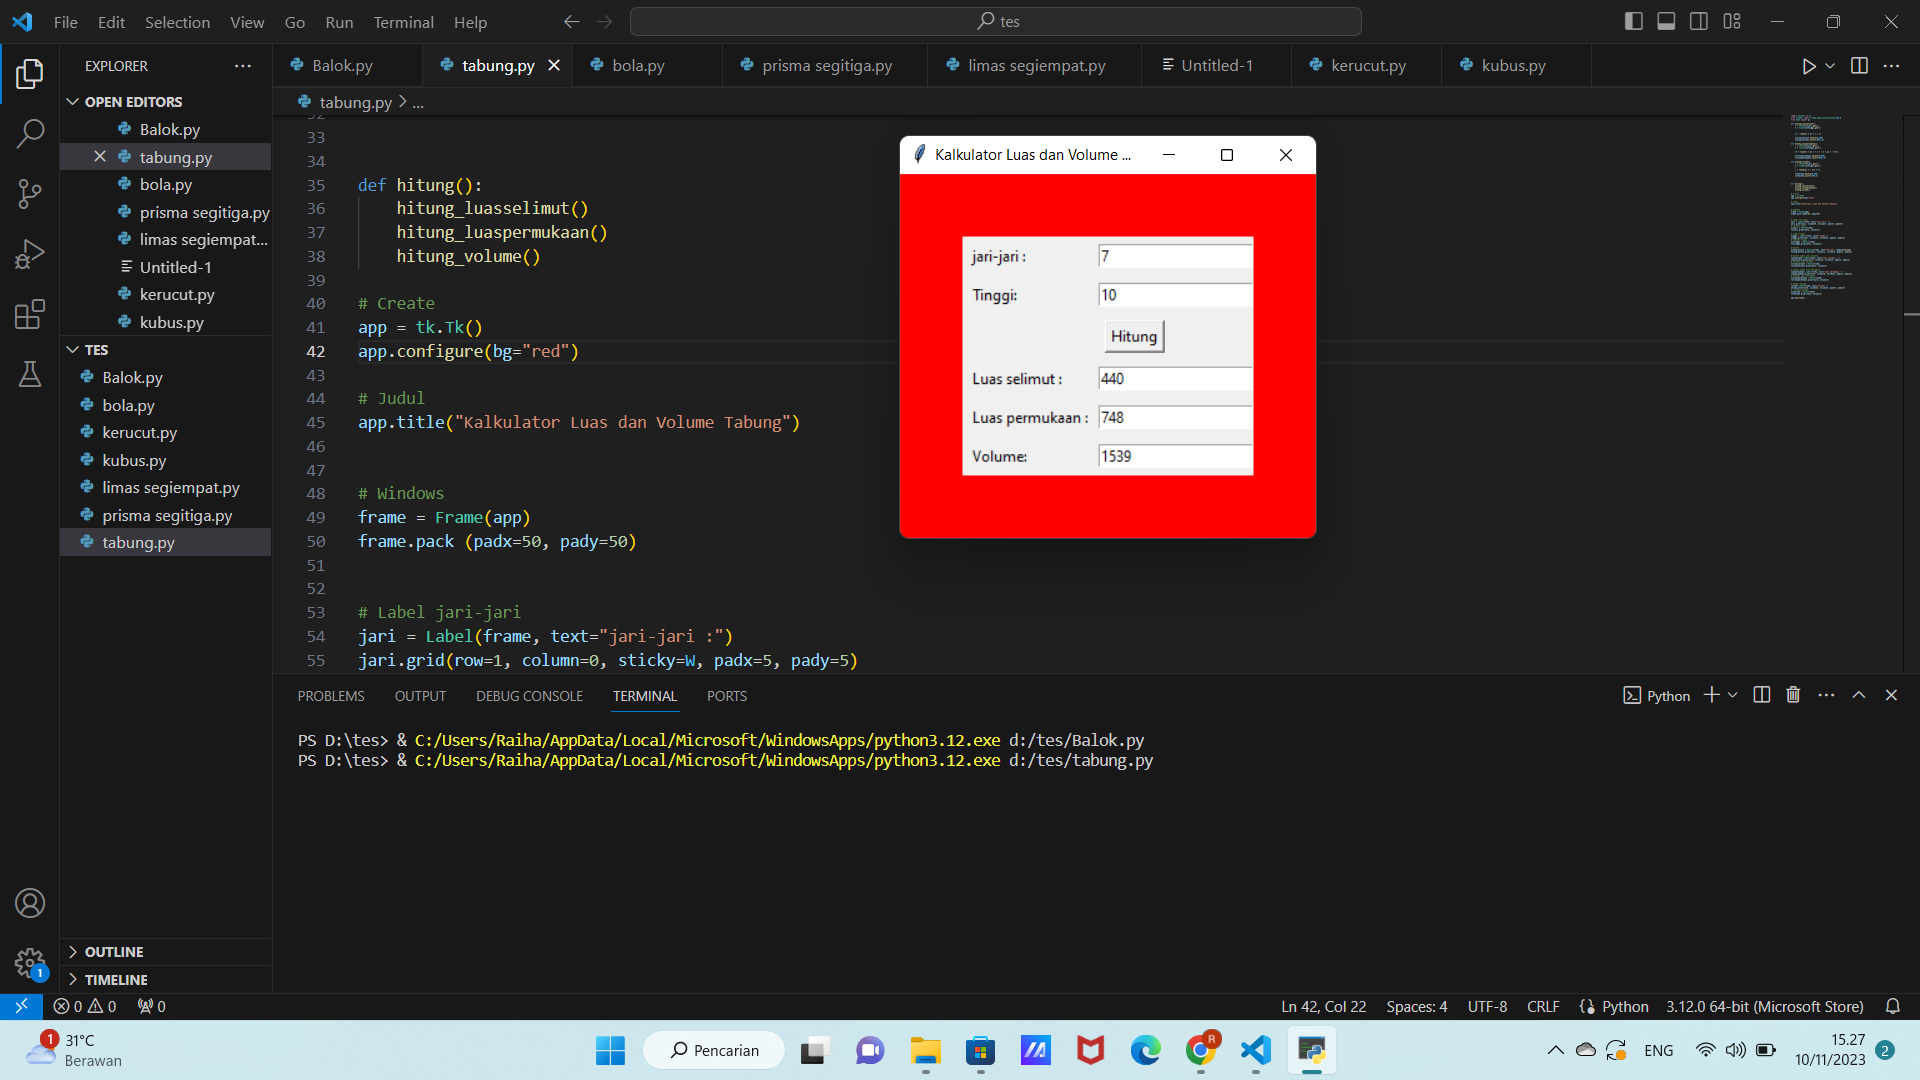 File Edit Selection View Go Run Terminal Help
tes
EXPLORER
OPEN EDITORS
Balok.py
tabung.py
bola.py
prisma segitiga.py
limas segiempat...
Untitled-1
kerucut.py
kubus.py
TES
Balok.py
bola.py
kerucut.py
kubus.py
limas segiempat.py
prisma segitiga.py
tabung.py
OUTLINE
TIMELINE
Balok.py tabung.py bola.py prisma segitiga.py limas segiempat.py Untitled-1 kerucut.py kubus.py
tabung.py > ...
33
34
35 def hitung():
36 hitung_luasselimut()
37 hitung_luaspermukaan()
38 hitung_volume()
39
40 # Create
41 app = tk.Tk()
42 app.configure(bg="red")
43
44 # Judul
45 app.title("Kalkulator Luas dan Volume Tabung")
46
47
48 # Windows
49 frame = Frame(app)
50 frame.pack (padx=50, pady=50)
51
52
53 # Label jari-jari
54 jari = Label(frame, text="jari-jari :")
55 jari.grid(row=1, column=0, sticky=W, padx=5, pady=5)
Kalkulator Luas dan Volume ...
jari-jari : 7
Tinggi: 10
Hitung
Luas selimut : 440
Luas permukaan : 748
Volume: 1539
PROBLEMS OUTPUT DEBUG CONSOLE TERMINAL PORTS
Python
PS D:\tes> & C:/Users/Raiha/AppData/Local/Microsoft/WindowsApps/python3.12.exe d:/tes/Balok.py
PS D:\tes> & C:/Users/Raiha/AppData/Local/Microsoft/WindowsApps/python3.12.exe d:/tes/tabung.py
1
0 0 0
Ln 42, Col 22 Spaces: 4 UTF-8 CRLF Python 3.12.0 64-bit (Microsoft Store)
1
31°C
Berawan
Pencarian
R
ENG
15.27
10/11/2023
2